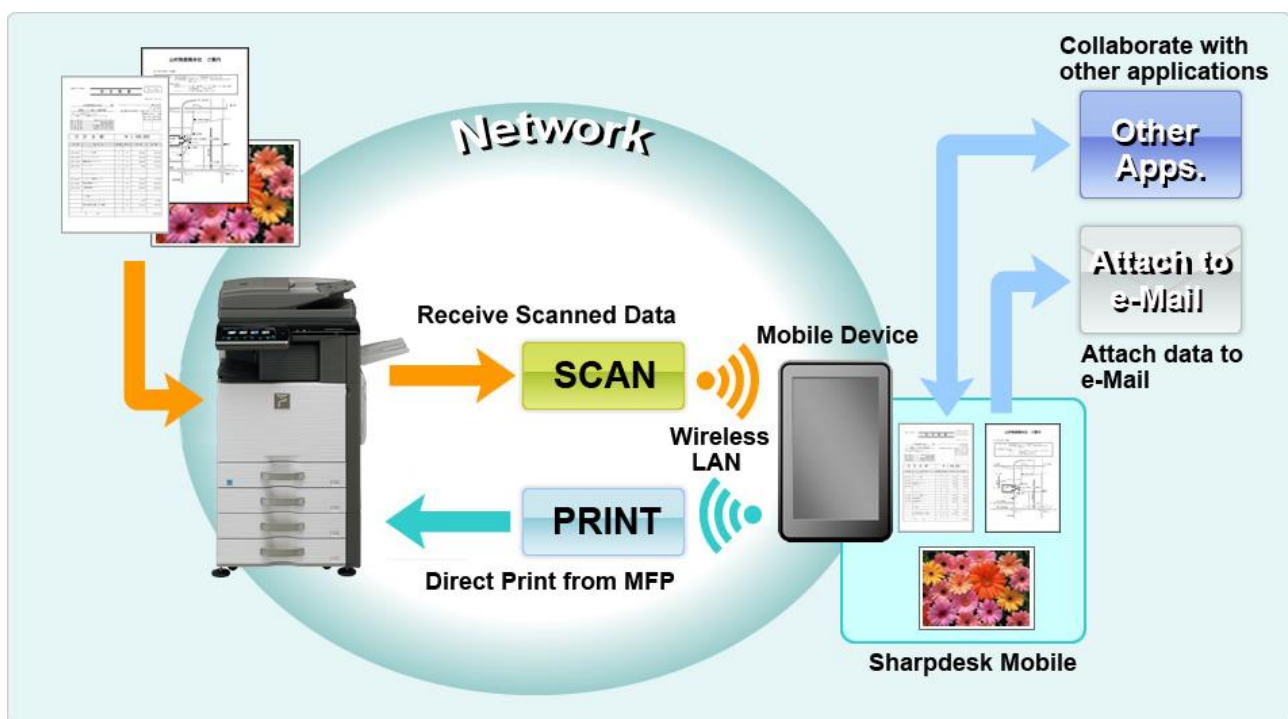 Collaborate with
other applications
Network
Other
Apps.
Attach to
e-Mail
Attach data to
e-Mail
Receive Scanned Data
SCAN
Mobile Device
Wireless
LAN
PRINT
Direct Print from MFP
Sharpdesk Mobile